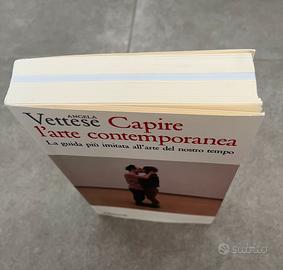 ANGELA
Vettese Capire
l'arte contemporanea
La guida più imitata all'arte del nostro tempo
subito